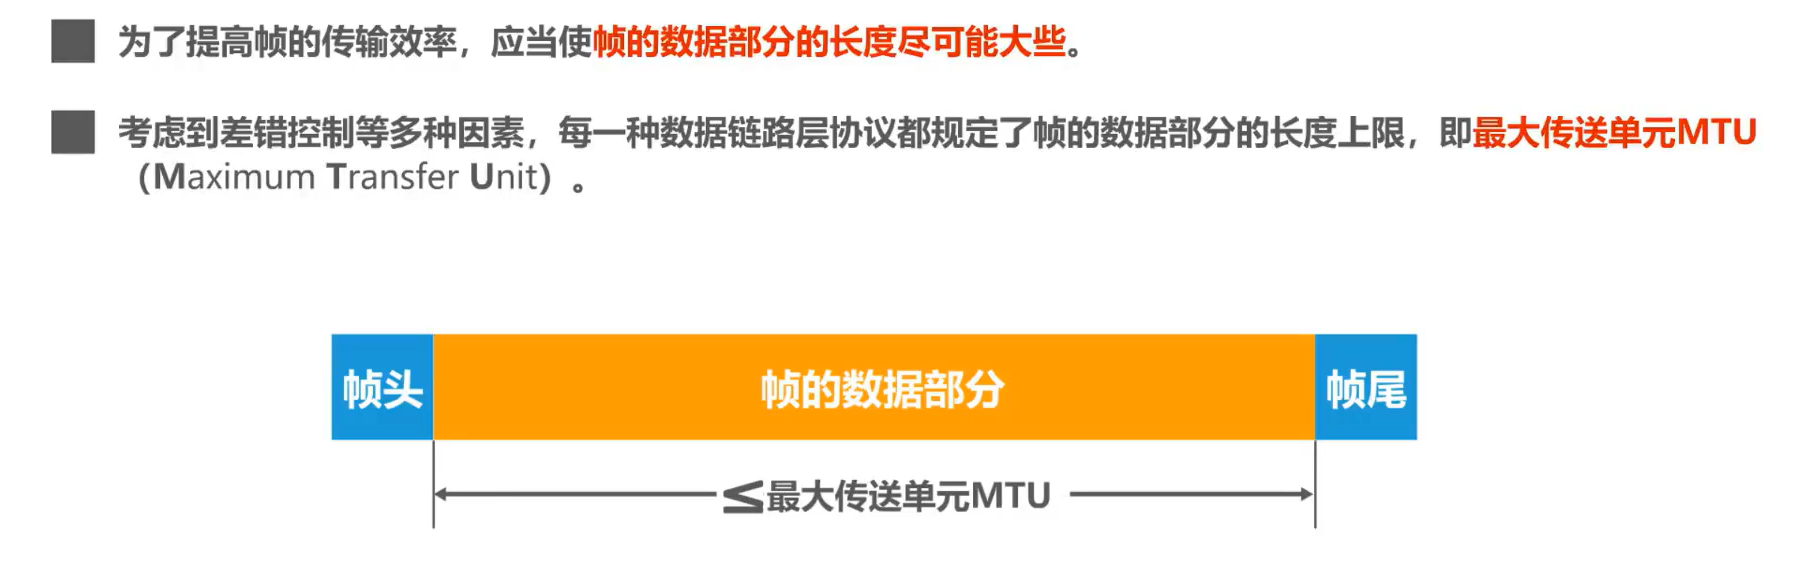 为了提高帧的传输效率，应当使帧的数据部分的长度尽可能大些。
考虑到差错控制等多种因素，每一种数据链路层协议都规定了帧的数据部分的长度上限，即最大传送单元MTU
（Maximum Transfer Unit）。
帧头 帧的数据部分 帧尾
≤最大传送单元MTU